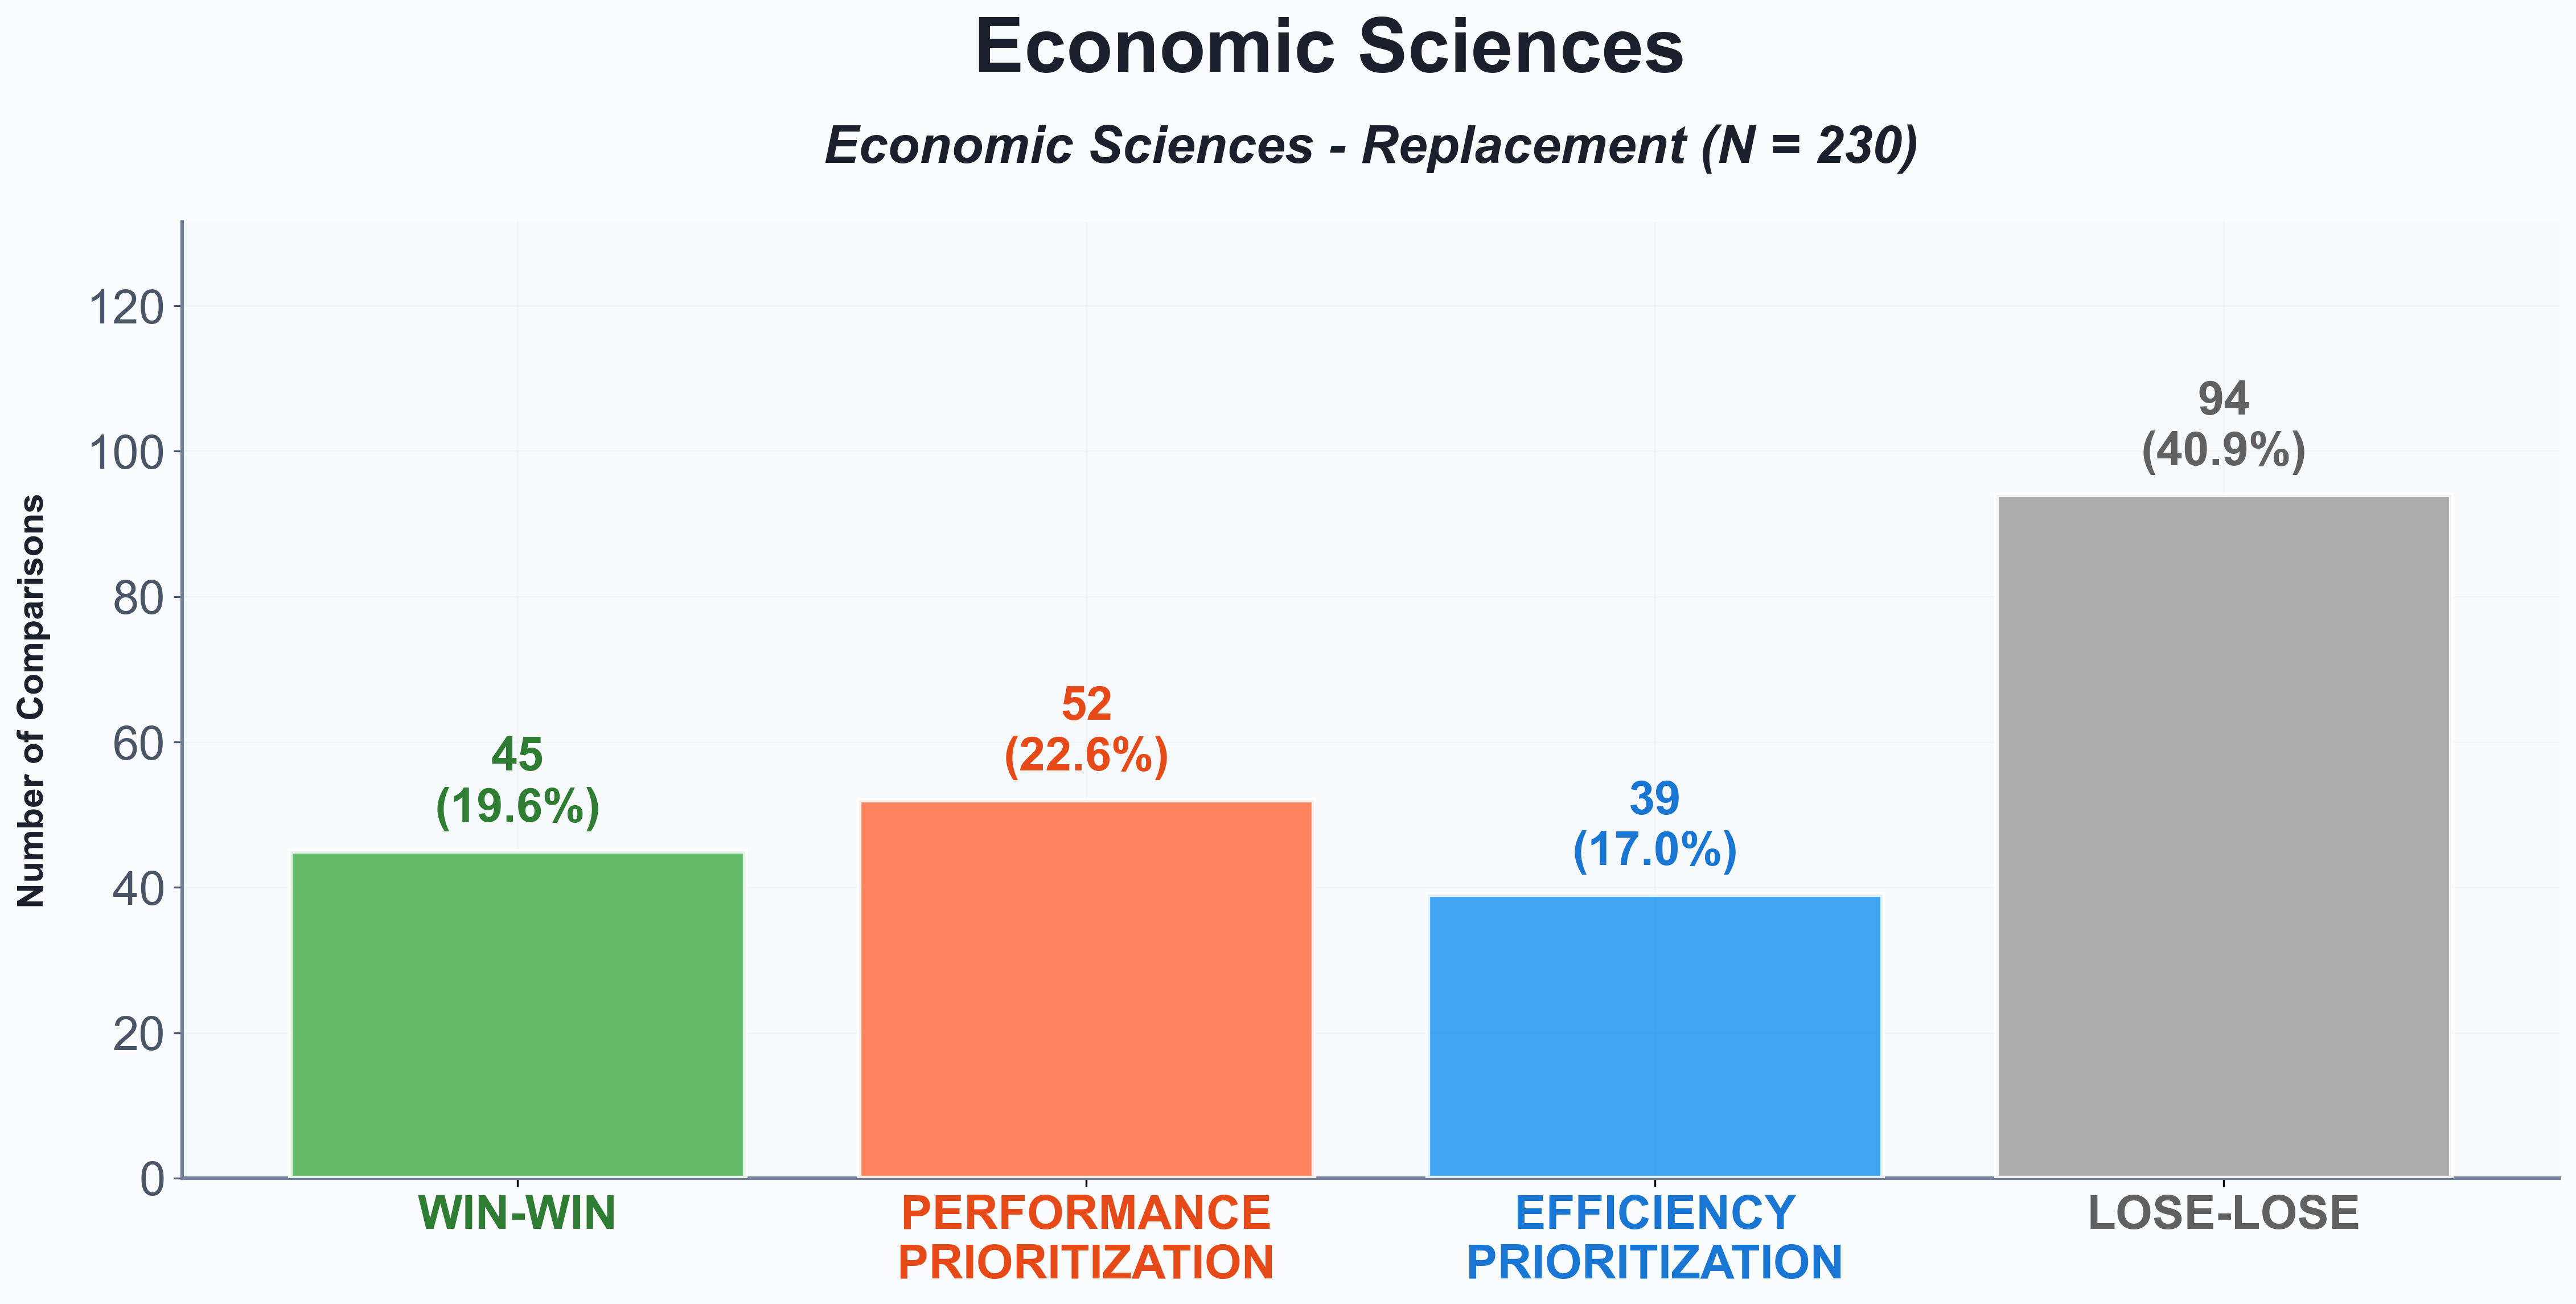 Economic Sciences
Economic Sciences - Replacement (N = 230)
Number of Comparisons
120
100
80
60
40
20
0
45
(19.6%)
52
(22.6%)
39
(17.0%)
94
(40.9%)
WIN-WIN
PERFORMANCE
PRIORITIZATION
EFFICIENCY
PRIORITIZATION
LOSE-LOSE